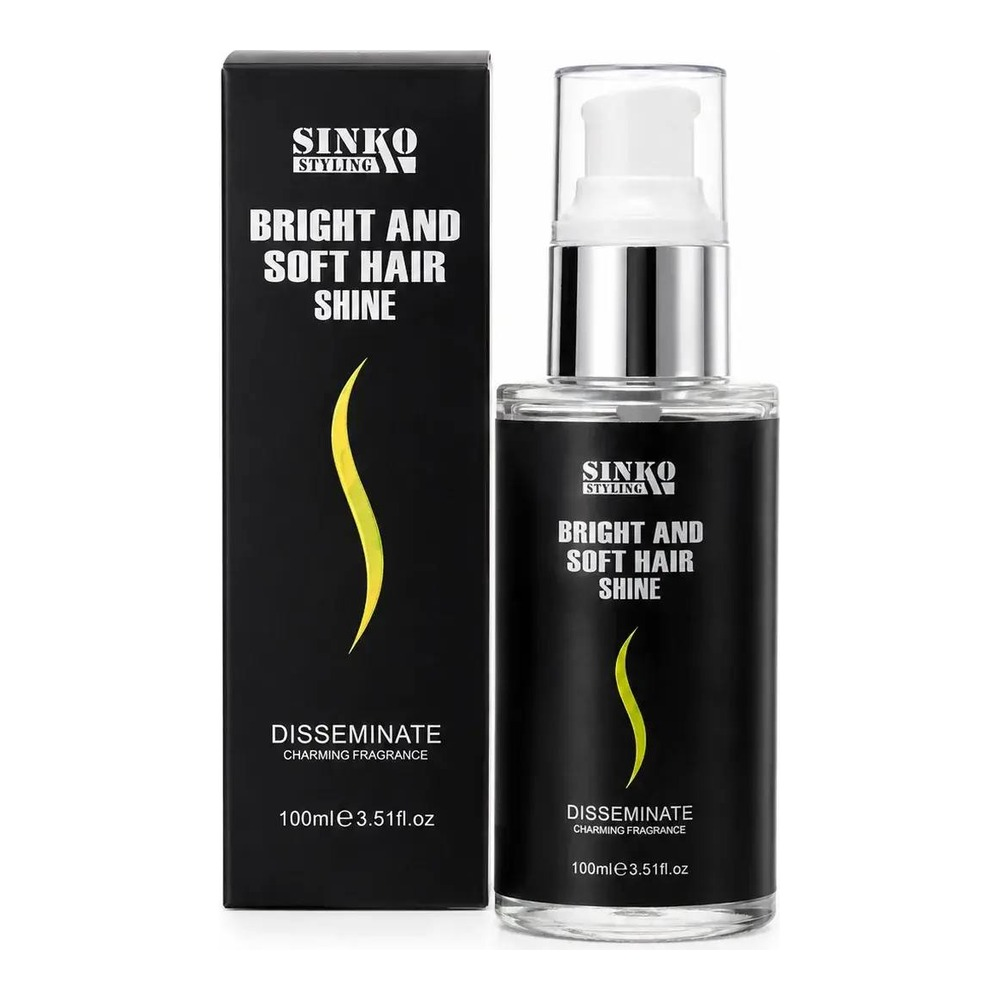 SINKO
STYLING
BRIGHT AND
SOFT HAIR
SHINE
DISSEMINATE
CHARMING FRAGRANCE
100ml℮3.51fl.oz
SINKO
STYLING
BRIGHT AND
SOFT HAIR
SHINE
DISSEMINATE
CHARMING FRAGRANCE
100ml℮3.51fl.oz